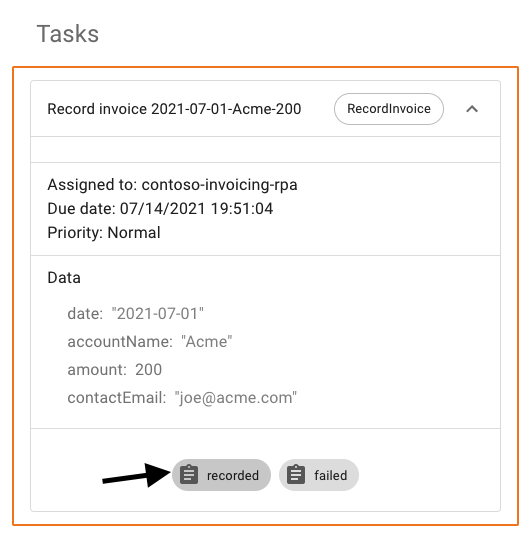 Tasks
Record invoice 2021-07-01-Acme-200 RecordInvoice
Assigned to: contoso-invoicing-rpa
Due date: 07/14/2021 19:51:04
Priority: Normal
Data
date: "2021-07-01"
accountName: "Acme"
amount: 200
contactEmail: "joe@acme.com"
recorded failed